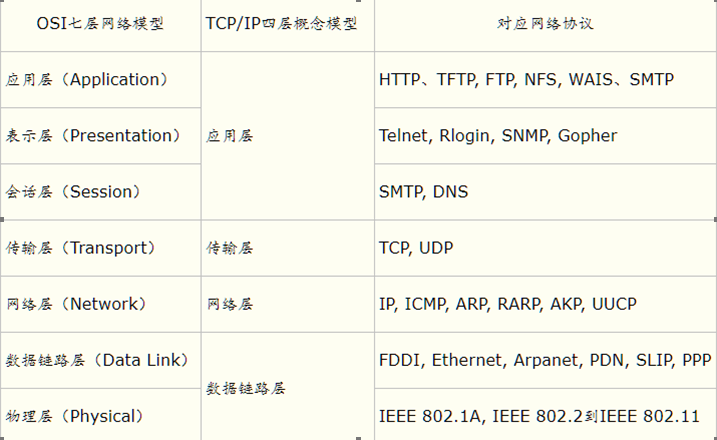 OSI七层网络模型 TCP/IP四层概念模型 对应网络协议
应用层（Application） HTTP、TFTP, FTP, NFS, WAIS、SMTP
表示层（Presentation） 应用层 Telnet, Rlogin, SNMP, Gopher
会话层（Session） SMTP, DNS
传输层（Transport） 传输层 TCP, UDP
网络层（Network） 网络层 IP, ICMP, ARP, RARP, AKP, UUCP
数据链路层（Data Link） FDDI, Ethernet, Arpanet, PDN, SLIP, PPP
数据链路层
物理层（Physical） IEEE 802.1A, IEEE 802.2到IEEE 802.11